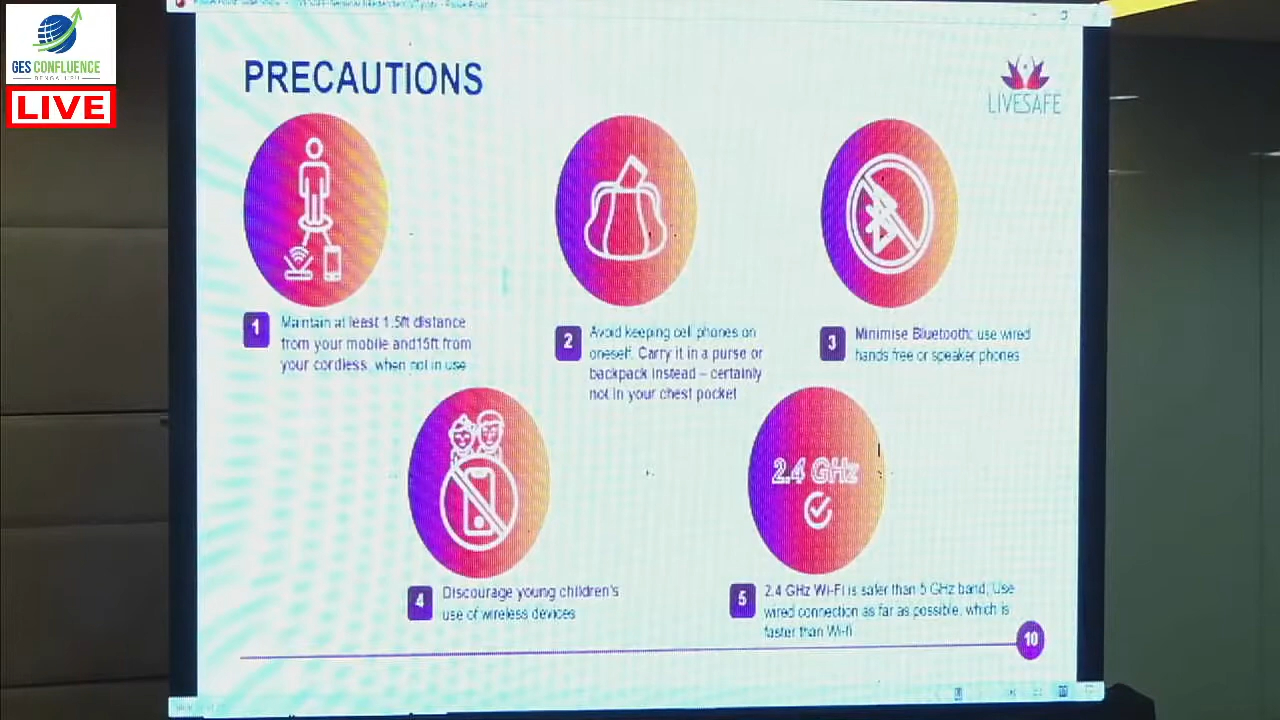 GES CONFLUENCE
BENGALURU
LIVE
PRECAUTIONS
LIVESAFE
1
Maintain at least 1.5ft distance
from your mobile and15ft from
your cordless, when not in use
2
Avoid keeping cell phones on
oneself. Carry it in a purse or
backpack instead – certainly
not in your chest pocket
3
Minimise Bluetooth; use wired
hands free or speaker phones
4
Discourage young children's
use of wireless devices
2.4 GHz
5
2.4 GHz Wi-Fi is safer than 5 GHz band; Use
wired connection as far as possible, which is
faster than Wi-fi
10